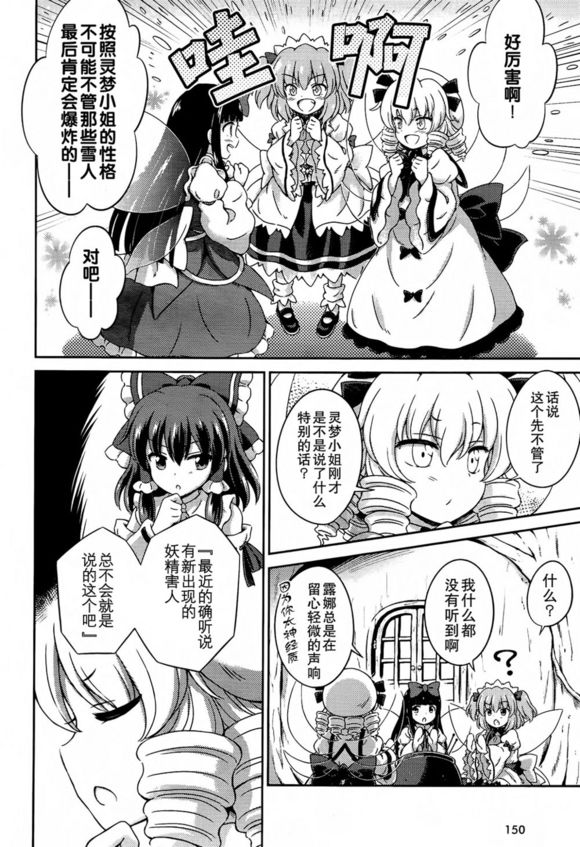 好厉害啊！
啊
哇
按照灵梦小姐的性格
不可能不管那些雪人
最后肯定会爆炸的——
对吧——
话说
这个先不管了
灵梦小姐刚才
是不是说了什么
特别的话？
什么？
我什么都
没有听到啊
？
露娜总是在
留心轻微的声响
因为你太神经质
『最近的确听说
有新出现的
妖精害人
总不会就是
说的这个吧』
150